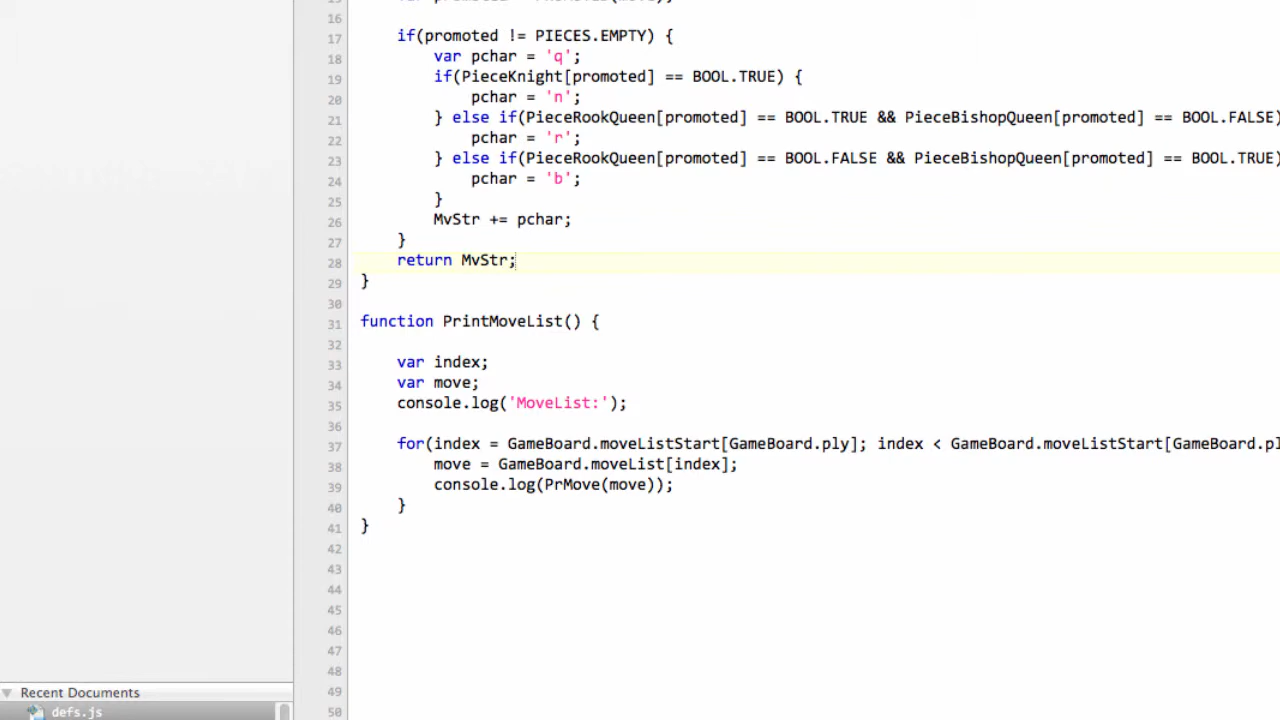 16
17 if(promoted != PIECES.EMPTY) {
18 var pchar = 'q';
19 if(PieceKnight[promoted] == BOOL.TRUE) {
20 pchar = 'n';
21 } else if(PieceRookQueen[promoted] == BOOL.TRUE && PieceBishopQueen[promoted] == BOOL.FALSE)
22 pchar = 'r';
23 } else if(PieceRookQueen[promoted] == BOOL.FALSE && PieceBishopQueen[promoted] == BOOL.TRUE)
24 pchar = 'b';
25 }
26 MvStr += pchar;
27 }
28 return MvStr;
29 }
30
31 function PrintMoveList() {
32
33 var index;
34 var move;
35 console.log('MoveList:');
36
37 for(index = GameBoard.moveListStart[GameBoard.ply]; index < GameBoard.moveListStart[GameBoard.pl
38 move = GameBoard.moveList[index];
39 console.log(PrMove(move));
40 }
41 }
42
43
44
45
46
47
48
49
50
Recent Documents
defs.js